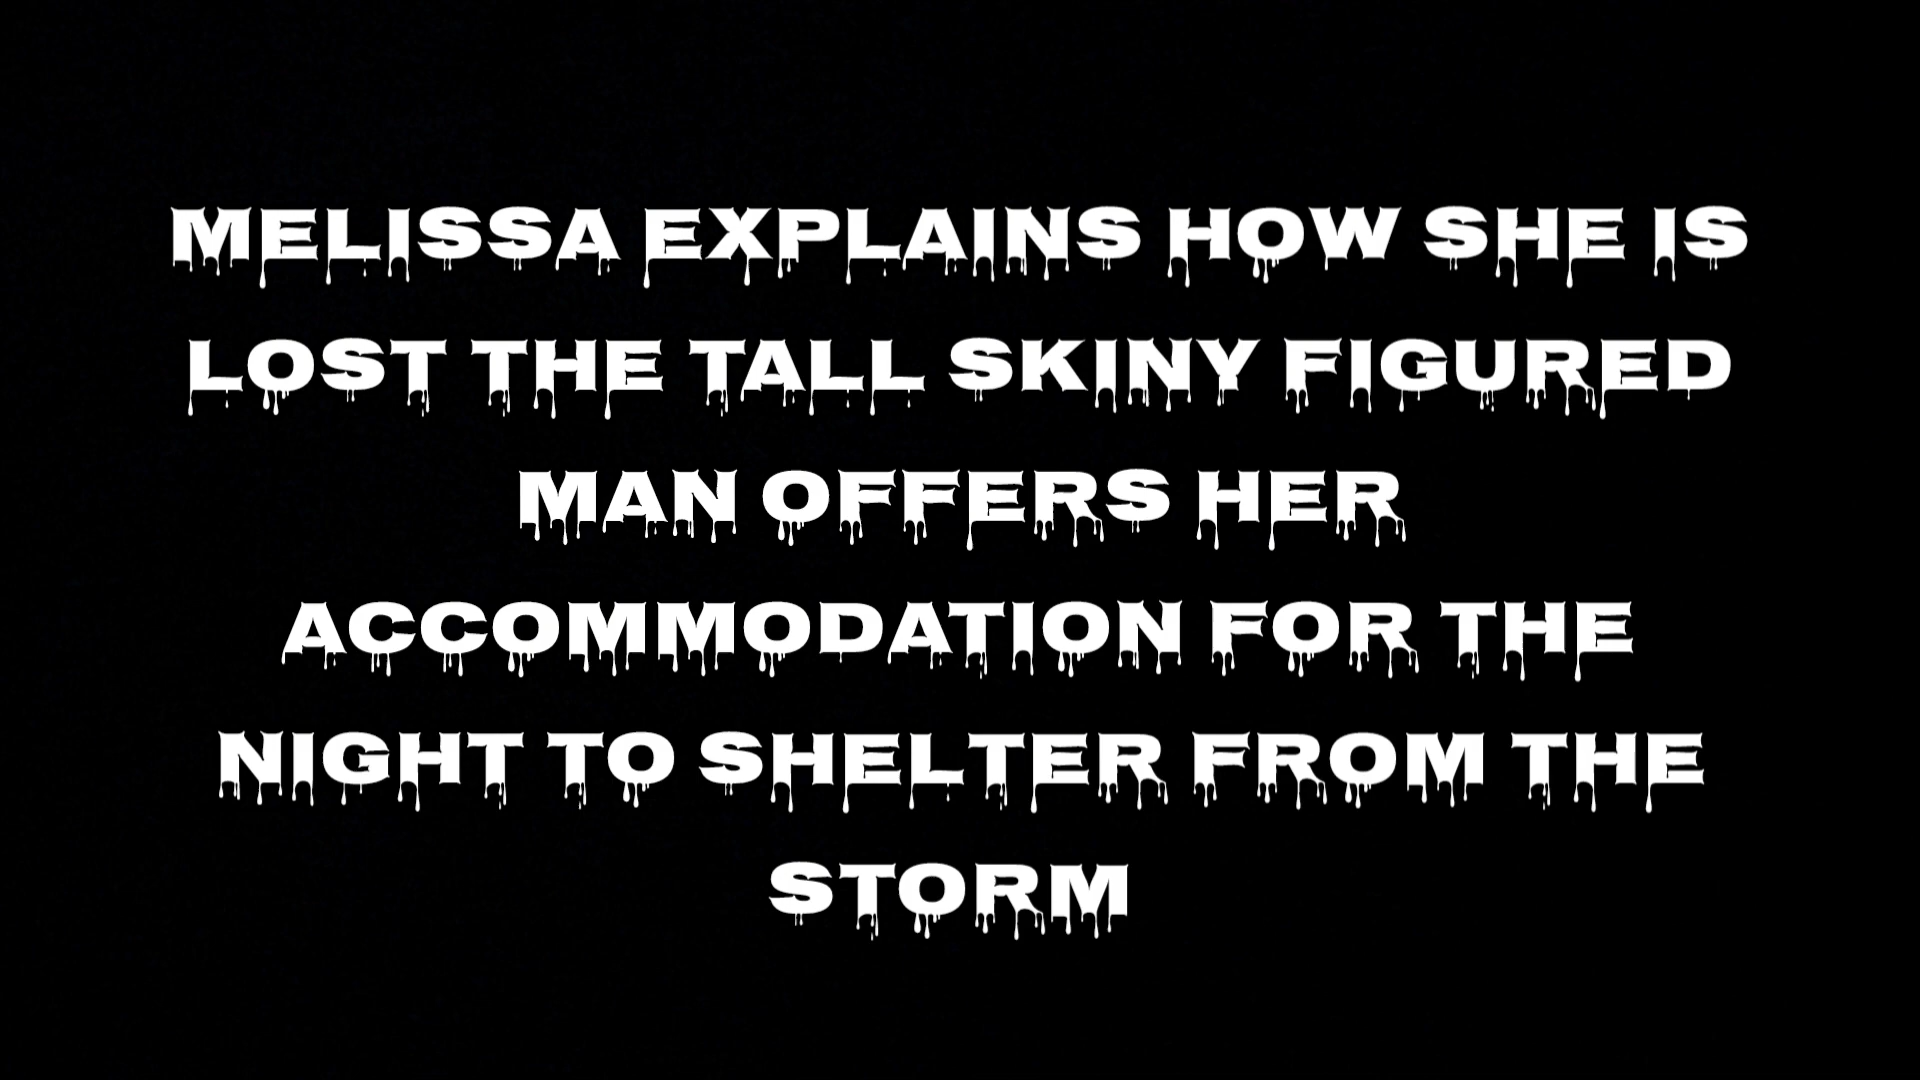 MELISSA EXPLAINS HOW SHE IS
LOST THE TALL SKINY FIGURED
MAN OFFERS HER
ACCOMMODATION FOR THE
NIGHT TO SHELTER FROM THE
STORM